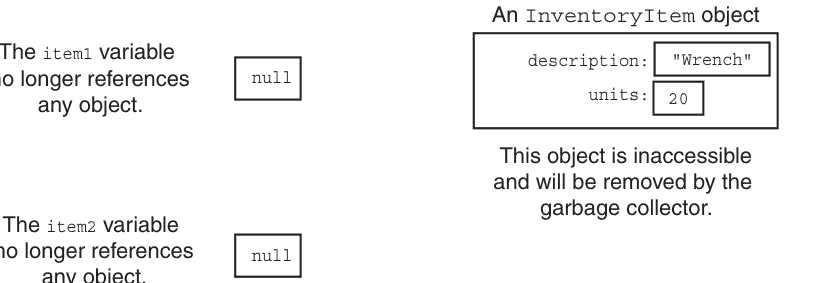 The item1 variable
no longer references
any object.
null
An InventoryItem object
description: "Wrench"
units: 20
This object is inaccessible
and will be removed by the
garbage collector.
The item2 variable
no longer references
any object.
null